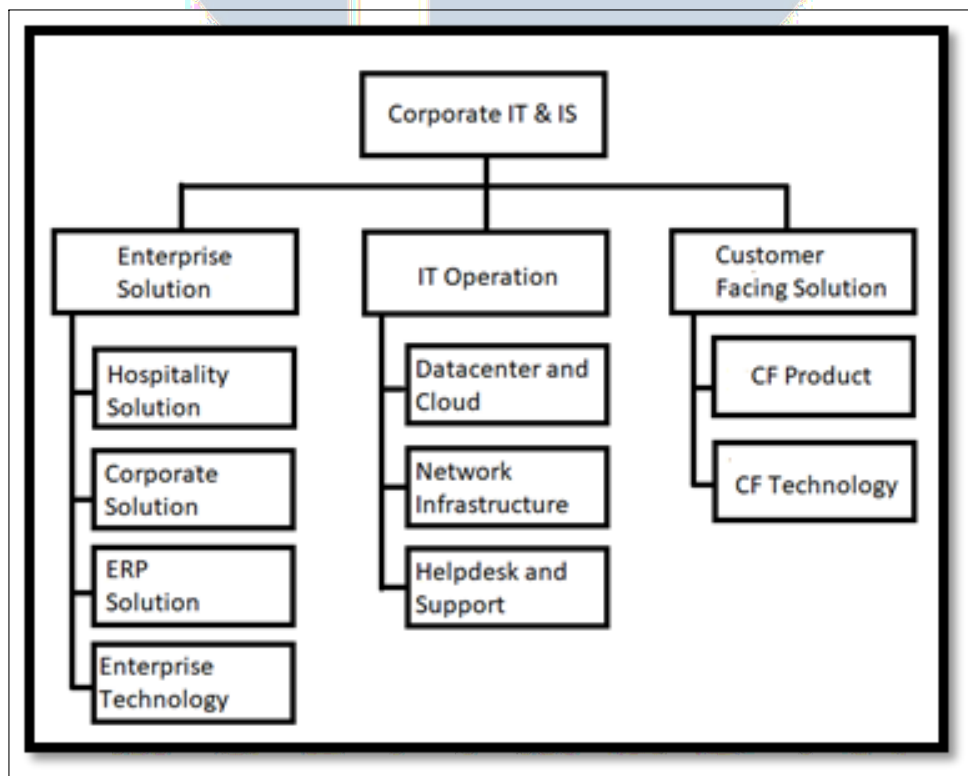 Corporate IT & IS
Enterprise
Solution
IT Operation
Customer
Facing Solution
Hospitality
Solution
Corporate
Solution
ERP
Solution
Enterprise
Technology
Datacenter and
Cloud
Network
Infrastructure
Helpdesk and
Support
CF Product
CF Technology